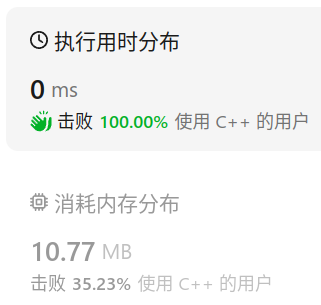 执行用时分布
0 ms
击败 100.00% 使用 C++ 的用户
消耗内存分布
10.77 MB
击败 35.23% 使用 C++ 的用户